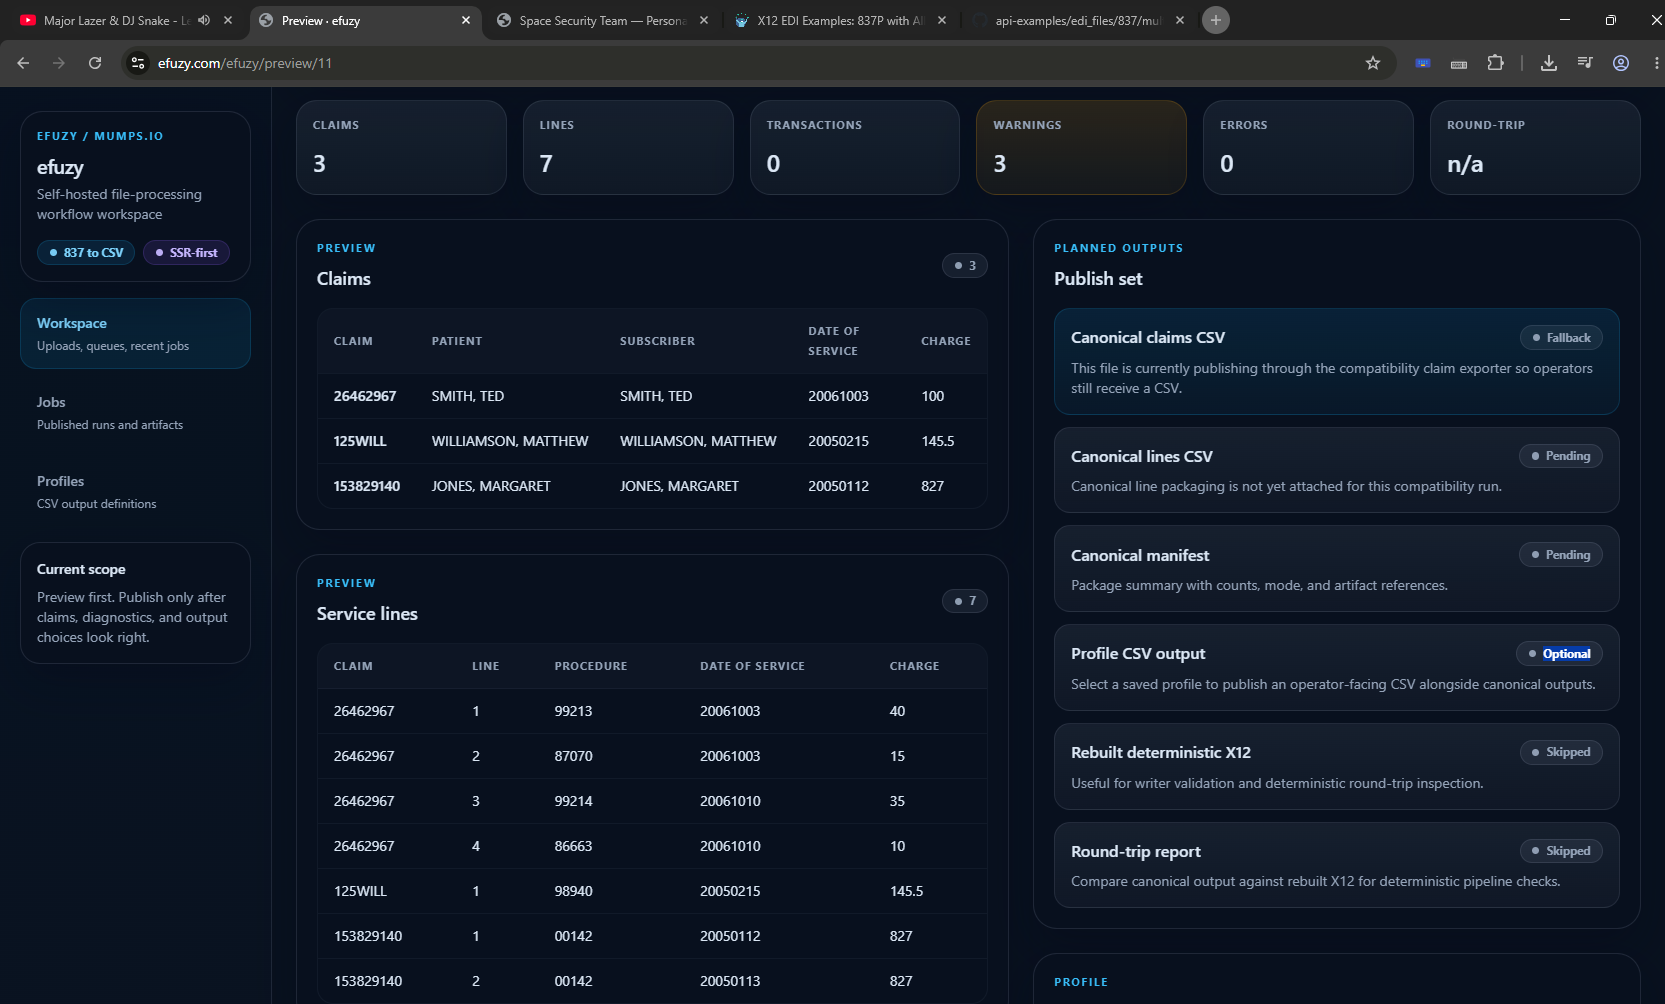 Major Lazer & DJ Snake - Le
Preview · efuzy
Space Security Team — Persona
X12 EDI Examples: 837P with All
api-examples/edi_files/837/mul
efuzy.com/efuzy/preview/11
EFUZY / MUMPS.IO
efuzy
Self-hosted file-processing
workflow workspace
837 to CSV
SSR-first
Workspace
Uploads, queues, recent jobs
Jobs
Published runs and artifacts
Profiles
CSV output definitions
Current scope
Preview first. Publish only after
claims, diagnostics, and output
choices look right.
CLAIMS
3
LINES
7
TRANSACTIONS
0
WARNINGS
3
ERRORS
0
ROUND-TRIP
n/a
PREVIEW
Claims
3
CLAIM PATIENT SUBSCRIBER DATE OF SERVICE CHARGE
26462967 SMITH, TED SMITH, TED 20061003 100
125WILL WILLIAMSON, MATTHEW WILLIAMSON, MATTHEW 20050215 145.5
153829140 JONES, MARGARET JONES, MARGARET 20050112 827
PREVIEW
Service lines
7
CLAIM LINE PROCEDURE DATE OF SERVICE CHARGE
26462967 1 99213 20061003 40
26462967 2 87070 20061003 15
26462967 3 99214 20061010 35
26462967 4 86663 20061010 10
125WILL 1 98940 20050215 145.5
153829140 1 00142 20050112 827
153829140 2 00142 20050113 827
PLANNED OUTPUTS
Publish set
Canonical claims CSV
Fallback
This file is currently publishing through the compatibility claim exporter so operators
still receive a CSV.
Canonical lines CSV
Pending
Canonical line packaging is not yet attached for this compatibility run.
Canonical manifest
Pending
Package summary with counts, mode, and artifact references.
Profile CSV output
Optional
Select a saved profile to publish an operator-facing CSV alongside canonical outputs.
Rebuilt deterministic X12
Skipped
Useful for writer validation and deterministic round-trip inspection.
Round-trip report
Skipped
Compare canonical output against rebuilt X12 for deterministic pipeline checks.
PROFILE